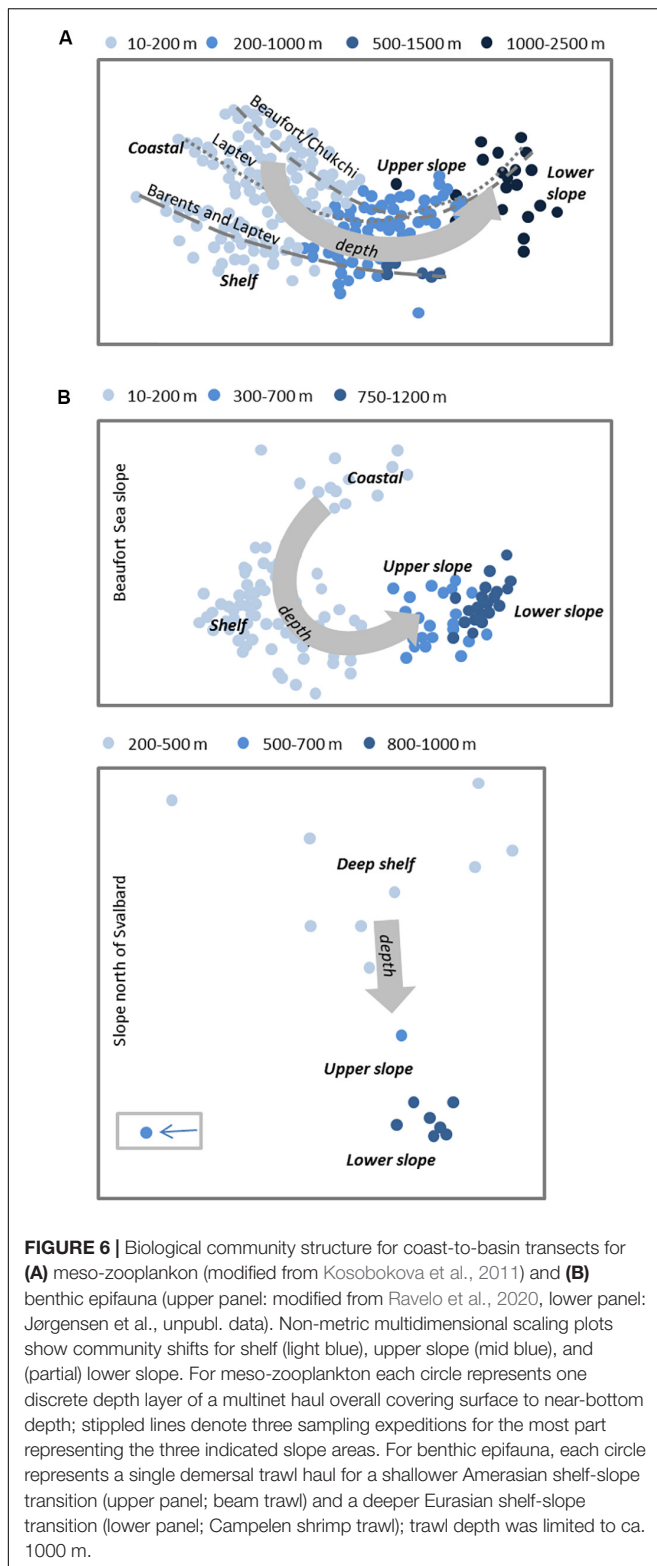 A
10-200 m 200-1000 m 500-1500 m 1000-2500 m
Beaufort/Chukchi
Coastal
Laptev
Upper slope
Lower slope
Barents and Laptev
depth
Shelf
B
10-200 m 300-700 m 750-1200 m
Beaufort Sea slope
Coastal
Upper slope
Shelf
depth
Lower slope
200-500 m 500-700 m 800-1000 m
Slope north of Svalbard
Deep shelf
depth
Upper slope
Lower slope
FIGURE 6 | Biological community structure for coast-to-basin transects for
(A) meso-zooplankon (modified from Kosobokova et al., 2011) and (B)
benthic epifauna (upper panel: modified from Ravelo et al., 2020, lower panel:
Jørgensen et al., unpubl. data). Non-metric multidimensional scaling plots
show community shifts for shelf (light blue), upper slope (mid blue), and
(partial) lower slope. For meso-zooplankton each circle represents one
discrete depth layer of a multinet haul overall covering surface to near-bottom
depth; stippled lines denote three sampling expeditions for the most part
representing the three indicated slope areas. For benthic epifauna, each circle
represents a single demersal trawl haul for a shallower Amerasian shelf-slope
transition (upper panel; beam trawl) and a deeper Eurasian shelf-slope
transition (lower panel; Campelen shrimp trawl); trawl depth was limited to ca.
1000 m.